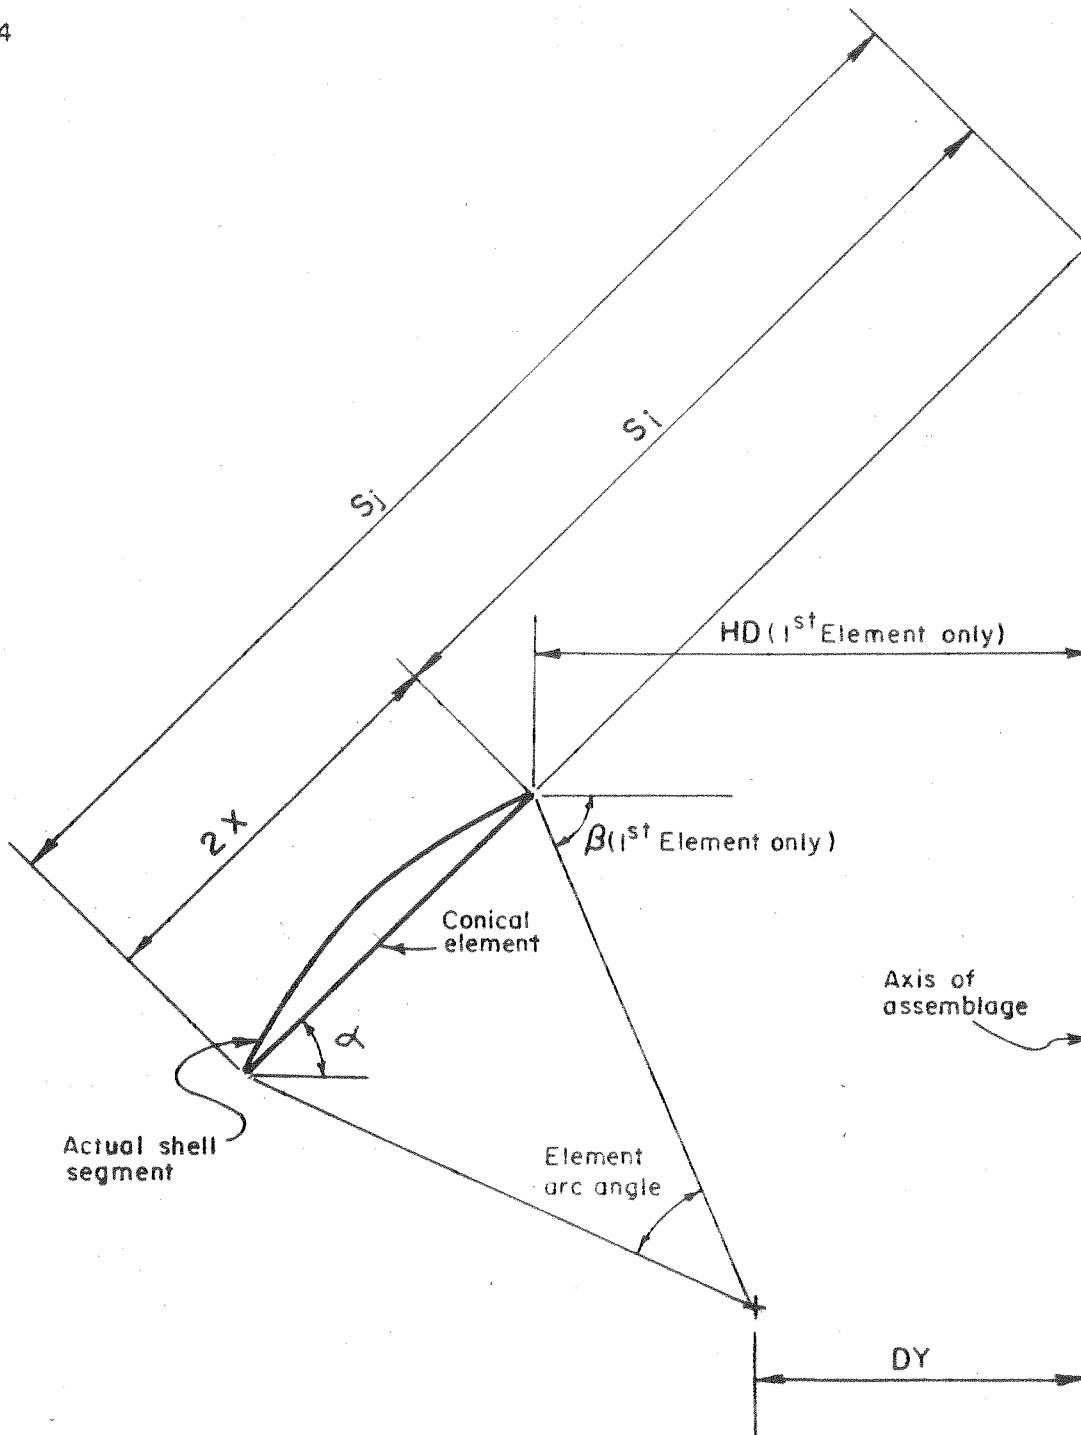 4
Si
Sj
HD (1st Element only)
2X
β(1st Element only)
Conical
element
Axis of
assemblage
α
Actual shell
segment
Element
arc angle
DY